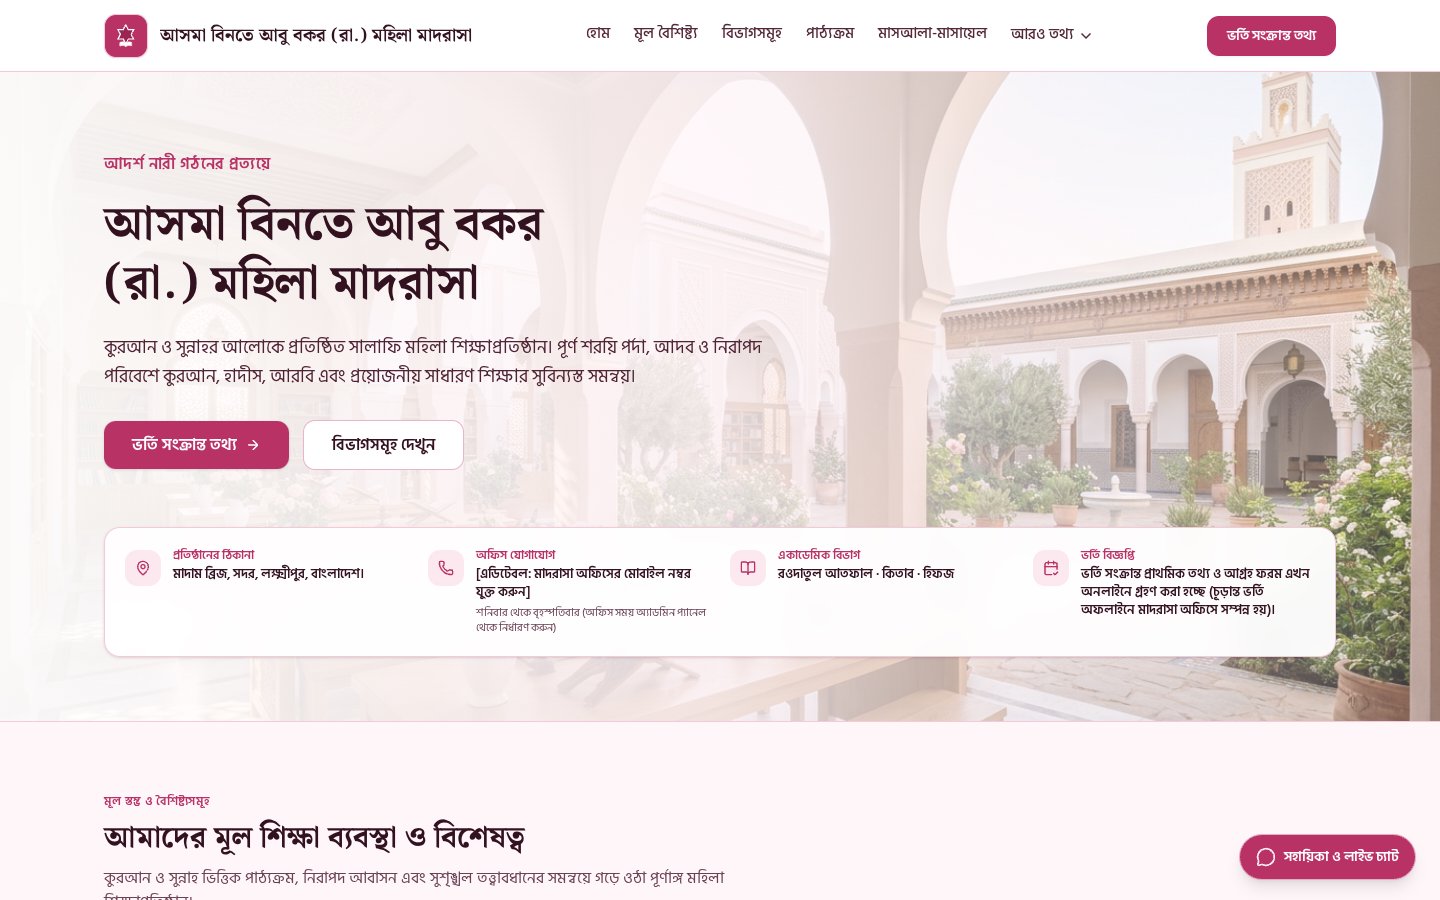 আসমা বিনতে আবু বকর (রা.) মহিলা মাদরাসা
হোম
মূল বৈশিষ্ট্য
বিভাগসমূহ
পাঠ্যক্রম
মাসআলা-মাসায়েল
আরও তথ্য
ভর্তি সংক্রান্ত তথ্য
আদর্শ নারী গঠনের প্রত্যয়ে
আসমা বিনতে আবু বকর
(রা.) মহিলা মাদরাসা
কুরআন ও সুন্নাহর আলোকে প্রতিষ্ঠিত সালাফি মহিলা শিক্ষাপ্রতিষ্ঠান। পূর্ণ শরয়ি পর্দা, আদব ও নিরাপদ
পরিবেশে কুরআন, হাদীস, আরবি এবং প্রয়োজনীয় সাধারণ শিক্ষার সুবিন্যস্ত সমন্বয়।
ভর্তি সংক্রান্ত তথ্য
বিভাগসমূহ দেখুন
প্রতিষ্ঠানের ঠিকানা
মাদাম ব্রিজ, সদর, লক্ষ্মীপুর, বাংলাদেশ।
অফিস যোগাযোগ
[এডিটেবল: মাদরাসা অফিসের মোবাইল নম্বর
যুক্ত করুন]
শনিবার থেকে বৃহস্পতিবার (অফিস সময় অ্যাডমিন প্যানেল
থেকে নির্ধারণ করুন)
একাডেমিক বিভাগ
রওদাতুল আতফাল · কিতাব · হিফজ
ভর্তি বিজ্ঞপ্তি
ভর্তি সংক্রান্ত প্রাথমিক তথ্য ও আগ্রহ ফরম এখন
অনলাইনে গ্রহণ করা হচ্ছে (চূড়ান্ত ভর্তি
অফলাইনে মাদরাসা অফিসে সম্পন্ন হয়)।
মূল স্তম্ভ ও বৈশিষ্ট্যসমূহ
আমাদের মূল শিক্ষা ব্যবস্থা ও বিশেষত্ব
কুরআন ও সুন্নাহ ভিত্তিক পাঠ্যক্রম, নিরাপদ আবাসন এবং সুশৃঙ্খল তত্ত্বাবধানের সমন্বয়ে গড়ে ওঠা পূর্ণাঙ্গ মহিলা
সহায়িকা ও লাইভ চ্যাট